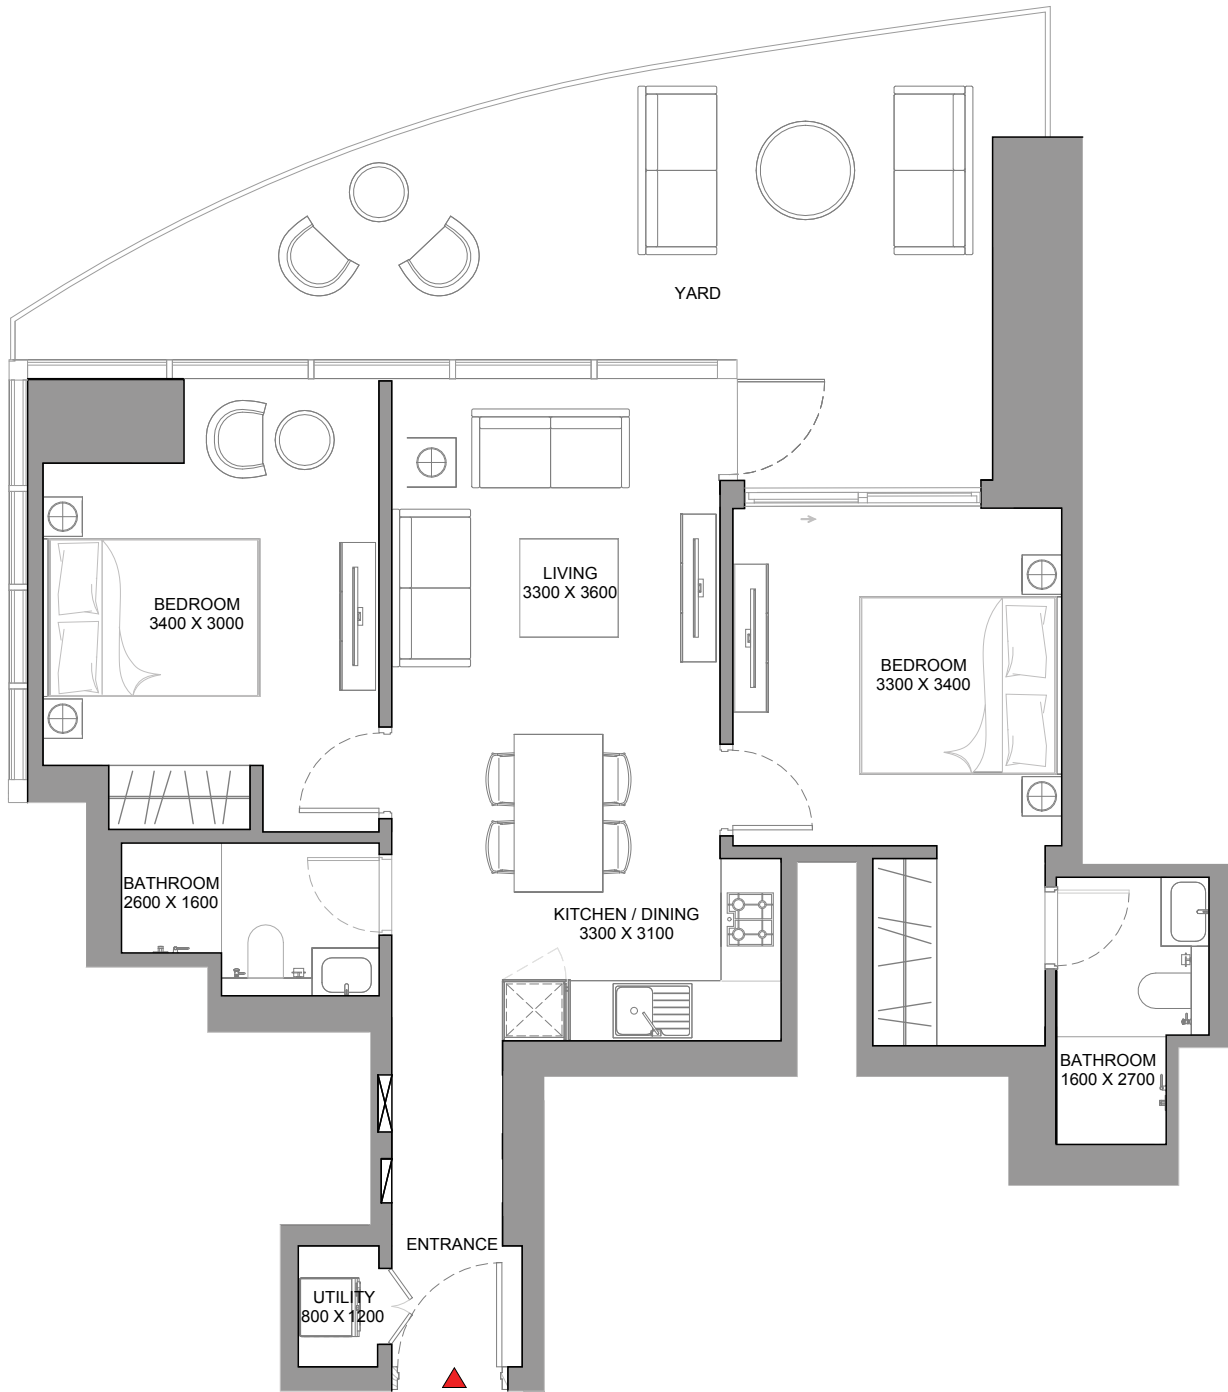 YARD
LIVING
3300 X 3600
BEDROOM
3400 X 3000
BEDROOM
3300 X 3400
BATHROOM
2600 X 1600
KITCHEN / DINING
3300 X 3100
BATHROOM
1600 X 2700
ENTRANCE
UTILITY
800 X 1200